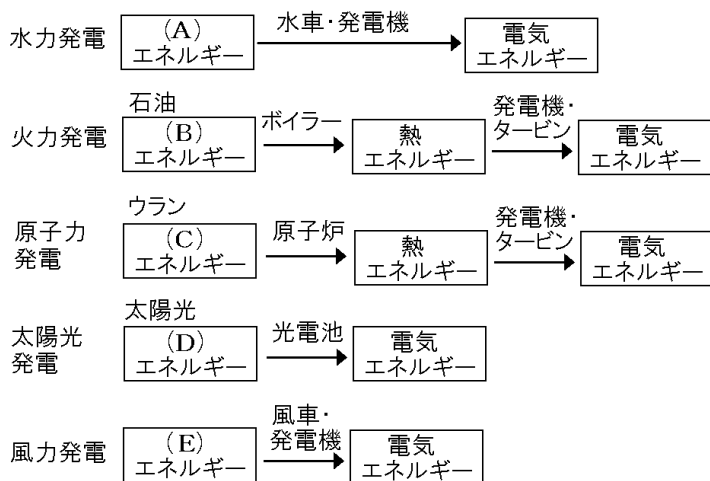 水力発電
(A)
エネルギー
水車・発電機
電気
エネルギー
火力発電
石油
(B)
エネルギー
ボイラー
熱
エネルギー
発電機・
タービン
電気
エネルギー
原子力
発電
ウラン
(C)
エネルギー
原子炉
熱
エネルギー
発電機・
タービン
電気
エネルギー
太陽光
発電
太陽光
(D)
エネルギー
光電池
電気
エネルギー
風力発電
(E)
エネルギー
風車・
発電機
電気
エネルギー